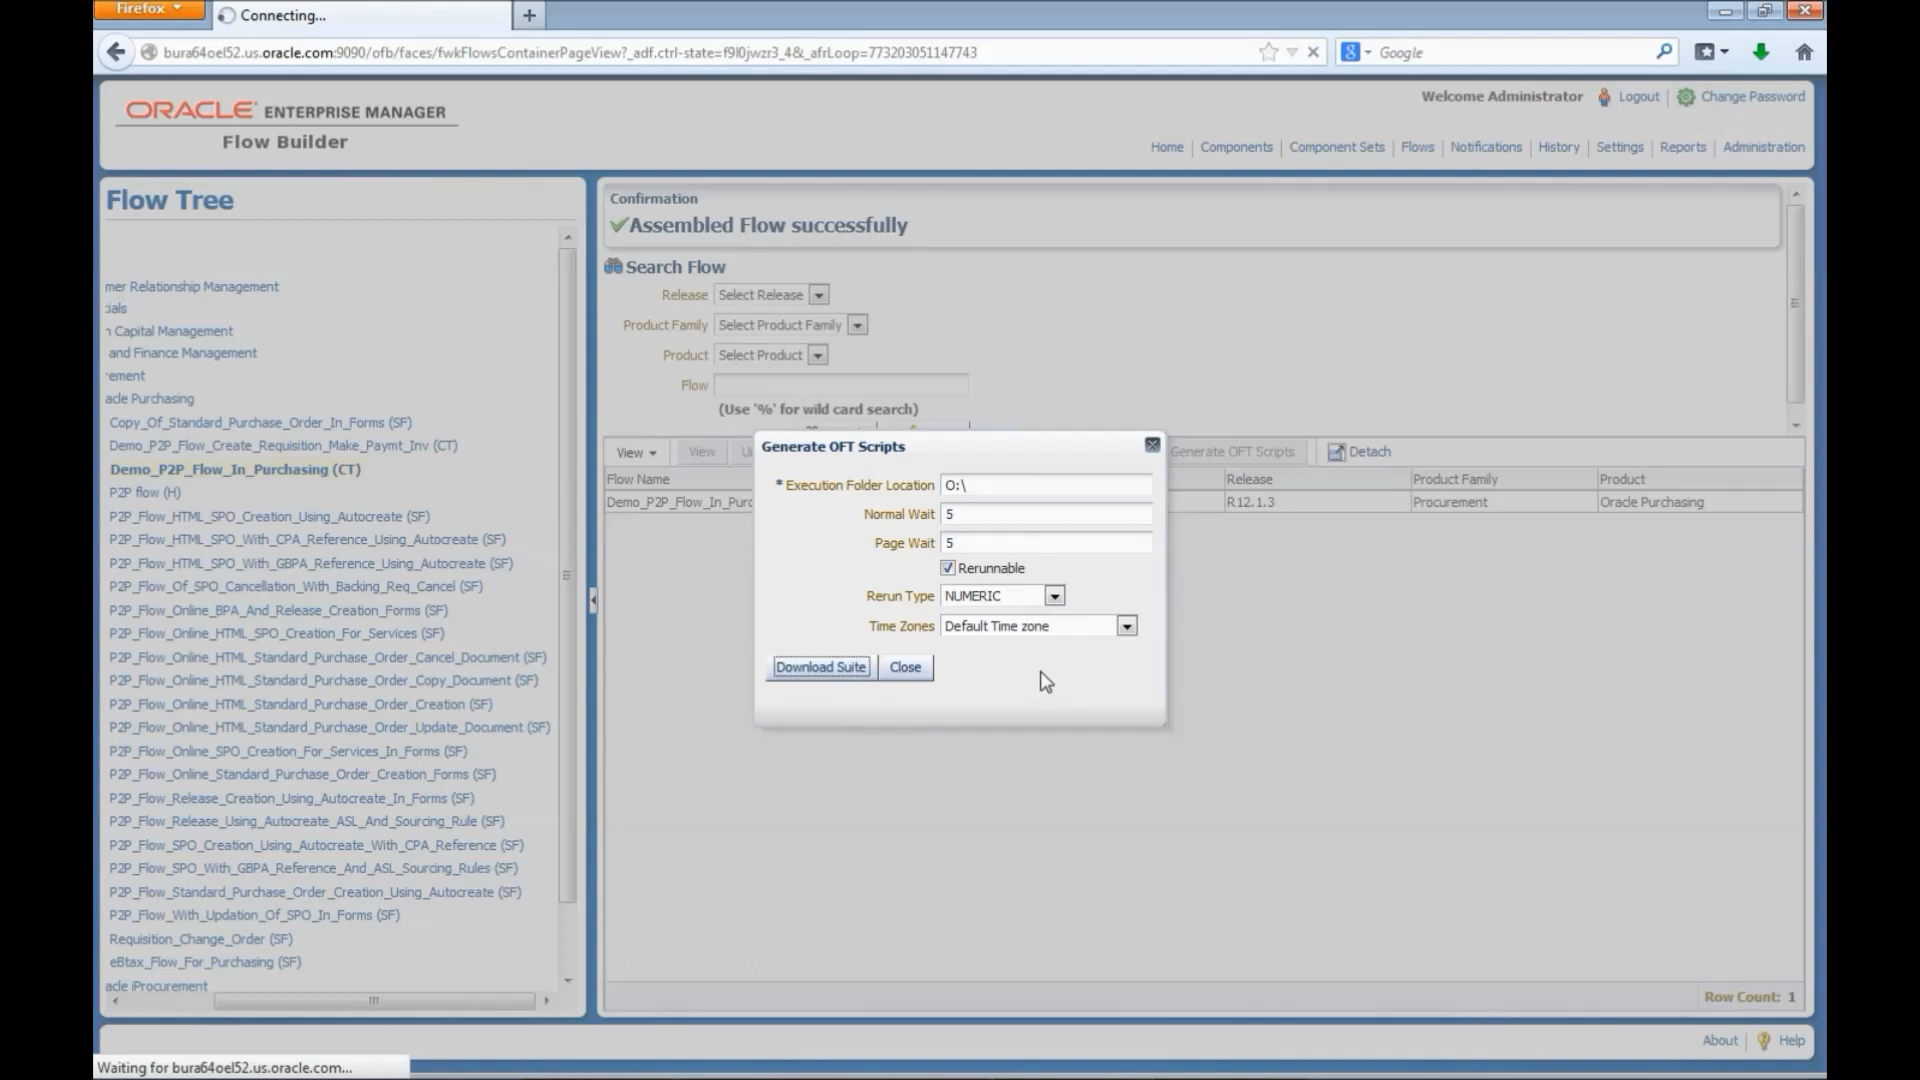 Firefox
Connecting...
+
bura64oel52.us.oracle.com:9090/ofb/faces/fwkFlowsContainerPageView?_adf.ctrl-state=f9l0jwzr3_4&_afrLoop=773203051147743
Google
ORACLE ENTERPRISE MANAGER
Flow Builder
Welcome Administrator Logout Change Password
Home Components Component Sets Flows Notifications History Settings Reports Administration
Flow Tree
mer Relationship Management
ials
n Capital Management
and Finance Management
rement
acle Purchasing
Copy_Of_Standard_Purchase_Order_In_Forms (SF)
Demo_P2P_Flow_Create_Requisition_Make_Paymt_Inv (CT)
Demo_P2P_Flow_In_Purchasing (CT)
P2P flow (H)
P2P_Flow_HTML_SPO_Creation_Using_Autocreate (SF)
P2P_Flow_HTML_SPO_With_CPA_Reference_Using_Autocreate (SF)
P2P_Flow_HTML_SPO_With_GBPA_Reference_Using_Autocreate (SF)
P2P_Flow_Of_SPO_Cancellation_With_Backing_Req_Cancel (SF)
P2P_Flow_Online_BPA_And_Release_Creation_Forms (SF)
P2P_Flow_Online_HTML_SPO_Creation_For_Services (SF)
P2P_Flow_Online_HTML_Standard_Purchase_Order_Cancel_Document (SF)
P2P_Flow_Online_HTML_Standard_Purchase_Order_Copy_Document (SF)
P2P_Flow_Online_HTML_Standard_Purchase_Order_Creation (SF)
P2P_Flow_Online_HTML_Standard_Purchase_Order_Update_Document (SF)
P2P_Flow_Online_SPO_Creation_For_Services_In_Forms (SF)
P2P_Flow_Online_Standard_Purchase_Order_Creation_Forms (SF)
P2P_Flow_Release_Creation_Using_Autocreate_In_Forms (SF)
P2P_Flow_Release_Using_Autocreate_ASL_And_Sourcing_Rule (SF)
P2P_Flow_SPO_Creation_Using_Autocreate_With_CPA_Reference (SF)
P2P_Flow_SPO_With_GBPA_Reference_And_ASL_Sourcing_Rules (SF)
P2P_Flow_Standard_Purchase_Order_Creation_Using_Autocreate (SF)
P2P_Flow_With_Updation_Of_SPO_In_Forms (SF)
Requisition_Change_Order (SF)
eBtax_Flow_For_Purchasing (SF)
acle iProcurement
Confirmation
Assembled Flow successfully
Search Flow
Release Select Release
Product Family Select Product Family
Product Select Product
Flow
(Use '%' for wild card search)
View View U Generate OFT Scripts Detach
Flow Name Release Product Family Product
Demo_P2P_Flow_In_Purc R12.1.3 Procurement Oracle Purchasing
Generate OFT Scripts
* Execution Folder Location O:\
Normal Wait 5
Page Wait 5
Rerunnable
Rerun Type NUMERIC
Time Zones Default Time zone
Download Suite Close
Row Count: 1
About Help
Waiting for bura64oel52.us.oracle.com...